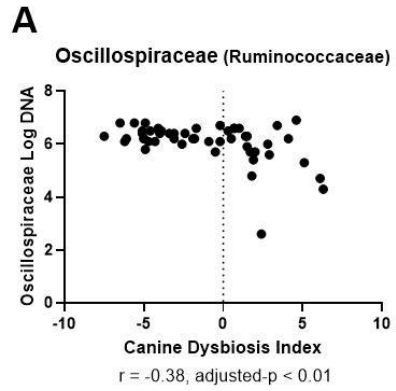 A
Oscillospiraceae (Ruminococcaceae)
Oscillospiraceae Log DNA
8
6
4
2
0
-10 -5 0 5 10
Canine Dysbiosis Index
r = -0.38, adjusted-p < 0.01